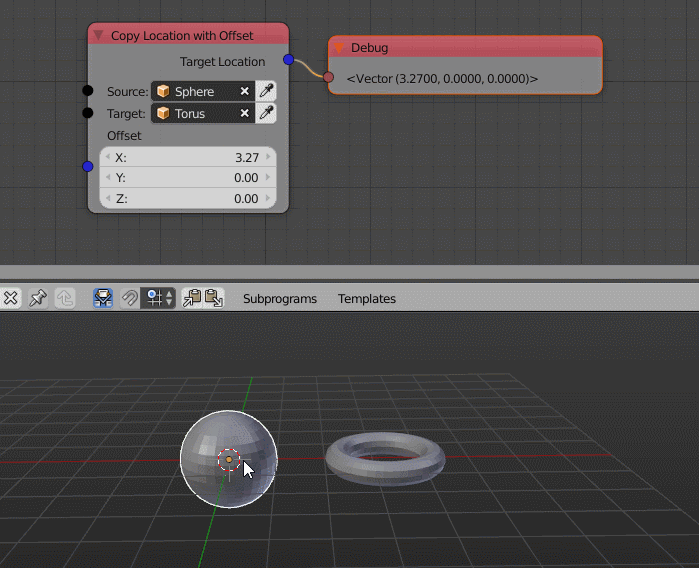 Copy Location with Offset
Target Location
Source: Sphere
Target: Torus
Offset
X: 3.27
Y: 0.00
Z: 0.00
Debug
<Vector (3.2700, 0.0000, 0.0000)>
Subprograms Templates